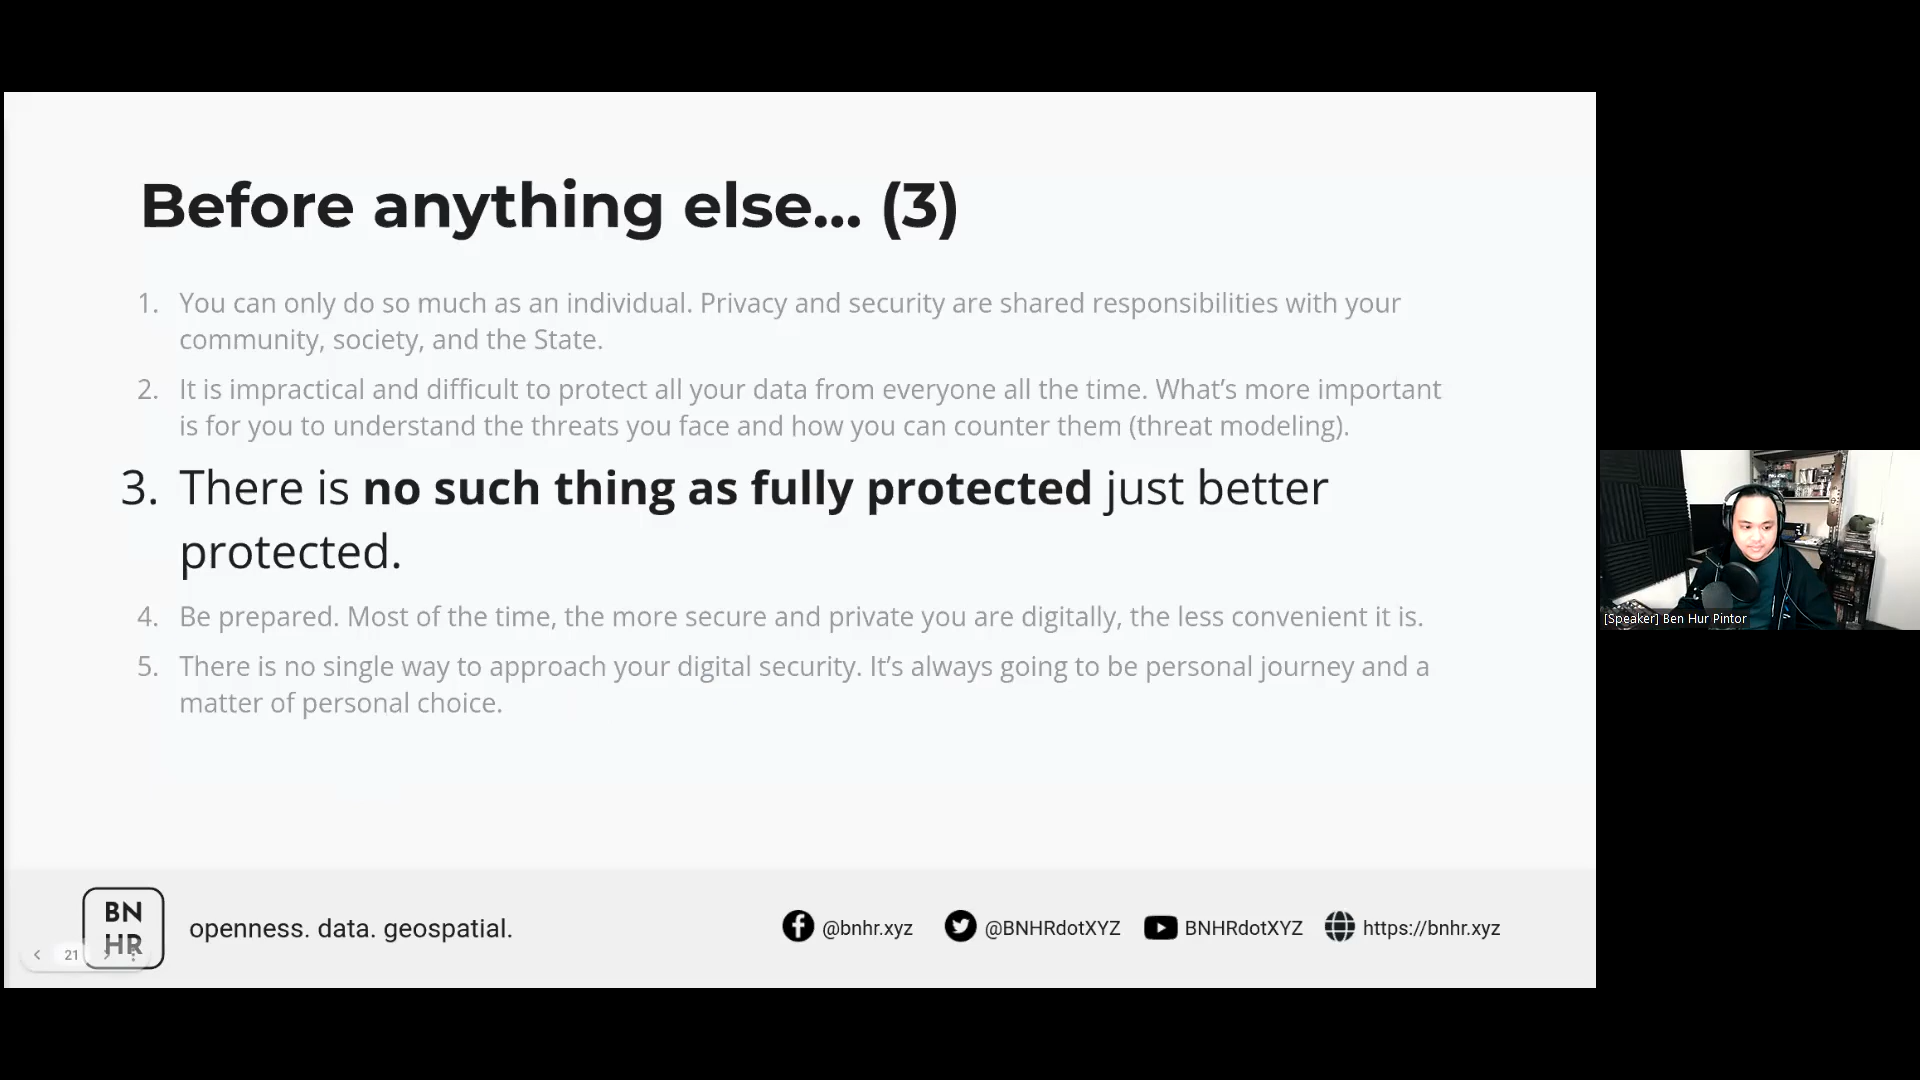 Before anything else... (3)
1. You can only do so much as an individual. Privacy and security are shared responsibilities with your
community, society, and the State.
2. It is impractical and difficult to protect all your data from everyone all the time. What’s more important
is for you to understand the threats you face and how you can counter them (threat modeling).
3. There is no such thing as fully protected just better
protected.
4. Be prepared. Most of the time, the more secure and private you are digitally, the less convenient it is.
5. There is no single way to approach your digital security. It’s always going to be personal journey and a
matter of personal choice.
[Speaker] Ben Hur Pintor
BN
HR
openness. data. geospatial.
@bnhr.xyz
@BNHRdotXYZ
BNHRdotXYZ
https://bnhr.xyz
21